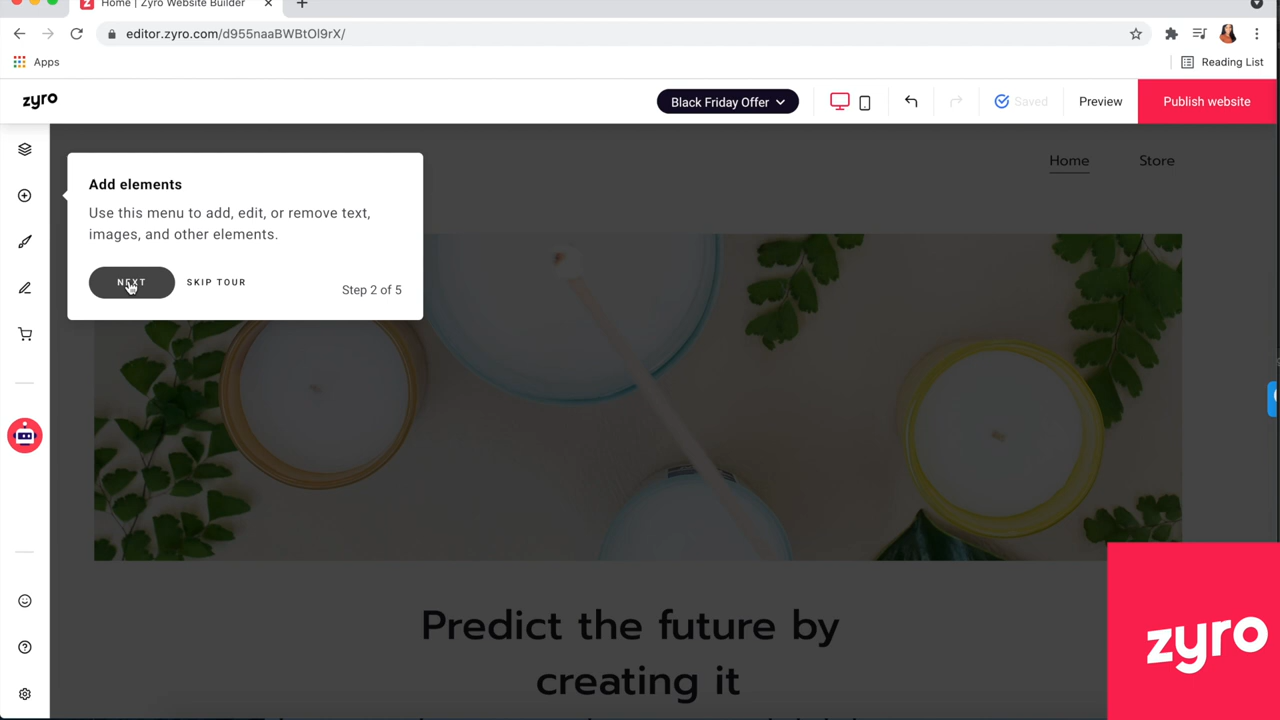 Home | Zyro Website Builder
editor.zyro.com/d955naaBWBtOl9rX/
Apps
Reading List
zyro
Black Friday Offer
Saved
Preview
Publish website
Home
Store
Add elements
Use this menu to add, edit, or remove text,
images, and other elements.
NEXT
SKIP TOUR
Step 2 of 5
Predict the future by
creating it
zyro